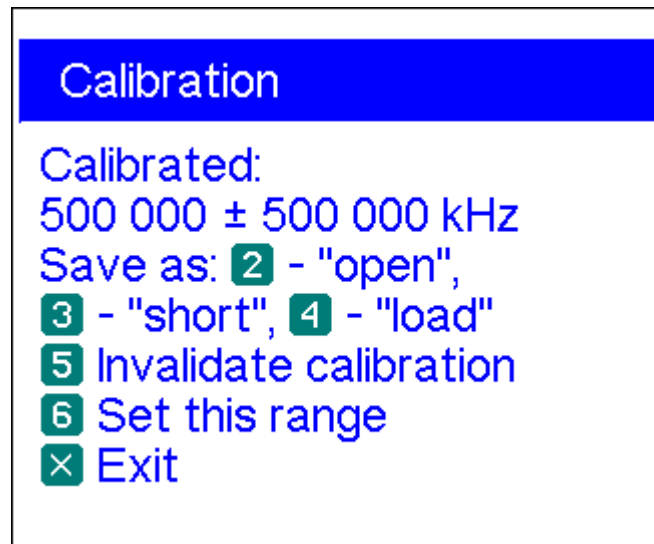 Calibration
Calibrated:
500 000 ± 500 000 kHz
Save as: 2 - "open",
3 - "short", 4 - "load"
5 Invalidate calibration
6 Set this range
× Exit